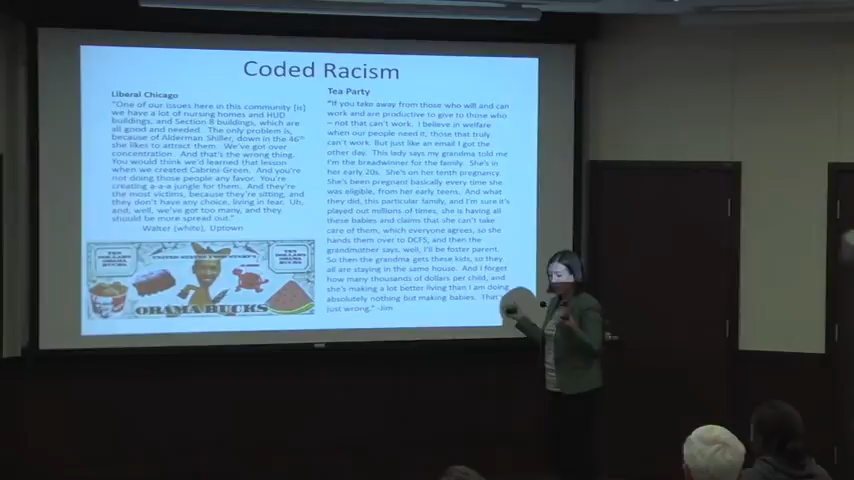 Coded Racism
Liberal Chicago
"One of our issues here in this community [is]
we have a lot of nursing homes and HUD
buildings, and Section 8 buildings, which are
all good and needed. The only problem is,
because of Alderman Shiller, down in the 46th
she likes to attract them. We've got over
concentration. And that's the wrong thing.
You would think we'd learned that lesson
when we created Cabrini-Green. And you're
not doing those people any favor. You're
creating a-a-a jungle for them. And they're
the most victims, because they're sitting, and
they don't have any choice, living in fear. Uh,
and, well, we've got too many, and they
should be more spread out."
Walter (white), Uptown
TEN DOLLARS
OBAMA BUCKS
UNITED STATES FOOD STAMPS
TEN DOLLARS
OBAMA BUCKS
OBAMA BUCKS
Tea Party
"If you take away from those who will and can
work and are productive to give to those who
– not that can't work. I believe in welfare
when our people need it, those that truly
can't work. But just like an email I got the
other day. This lady says my grandma told me
I'm the breadwinner for the family. She's in
her early 20s. She's on her tenth pregnancy.
She's been pregnant basically every time she
was eligible, from her early teens. And what
they did, this particular family, and I'm sure it's
played out millions of times, she is having all
these babies and claims that she can't take
care of them, which everyone agrees, so she
hands them over to DCFS, and then the
grandmother says, well, I'll be foster parent.
So then the grandma gets these kids, so they
all are staying in the same house. And I forget
how many thousands of dollars per child, and
she's making a lot better living than I am doing
absolutely nothing but making babies. That's
just wrong." -Jim